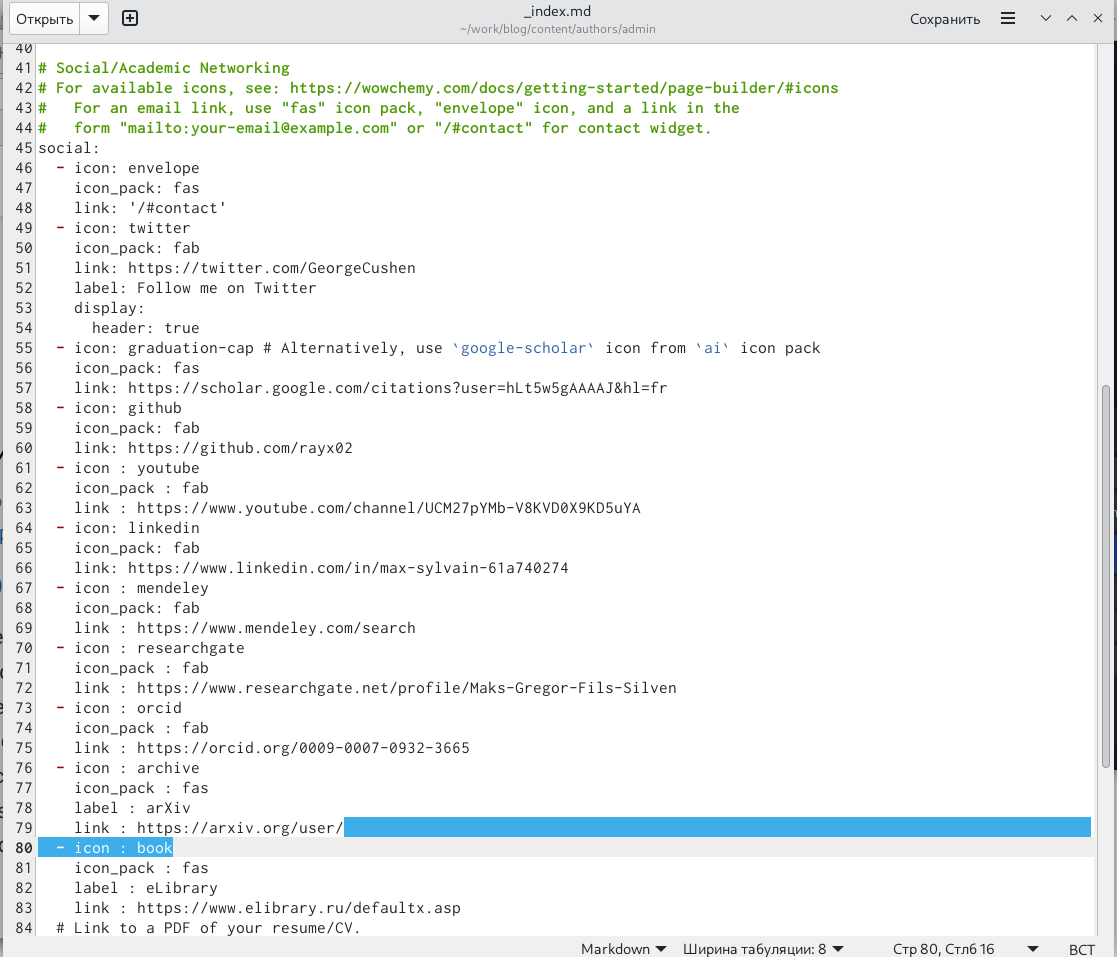 Открыть
_index.md
~/work/blog/content/authors/admin
Сохранить
40
41 # Social/Academic Networking
42 # For available icons, see: https://wowchemy.com/docs/getting-started/page-builder/#icons
43 #   For an email link, use "fas" icon pack, "envelope" icon, and a link in the
44 #   form "mailto:your-email@example.com" or "/#contact" for contact widget.
45 social:
46   - icon: envelope
47     icon_pack: fas
48     link: '/#contact'
49   - icon: twitter
50     icon_pack: fab
51     link: https://twitter.com/GeorgeCushen
52     label: Follow me on Twitter
53     display:
54       header: true
55   - icon: graduation-cap # Alternatively, use `google-scholar` icon from `ai` icon pack
56     icon_pack: fas
57     link: https://scholar.google.com/citations?user=hLt5w5gAAAAJ&hl=fr
58   - icon: github
59     icon_pack: fab
60     link: https://github.com/rayx02
61   - icon : youtube
62     icon_pack : fab
63     link : https://www.youtube.com/channel/UCM27pYMb-V8KVD0X9KD5uYA
64   - icon: linkedin
65     icon_pack: fab
66     link: https://www.linkedin.com/in/max-sylvain-61a740274
67   - icon : mendeley
68     icon_pack: fab
69     link : https://www.mendeley.com/search
70   - icon : researchgate
71     icon_pack : fab
72     link : https://www.researchgate.net/profile/Maks-Gregor-Fils-Silven
73   - icon : orcid
74     icon_pack : fab
75     link : https://orcid.org/0009-0007-0932-3665
76   - icon : archive
77     icon_pack : fas
78     label : arXiv
79     link : https://arxiv.org/user/
80   - icon : book
81     icon_pack : fas
82     label : eLibrary
83     link : https://www.elibrary.ru/defaultx.asp
84   # Link to a PDF of your resume/CV.
Markdown
Ширина табуляции: 8
Стр 80, Стлб 16
ВСТ